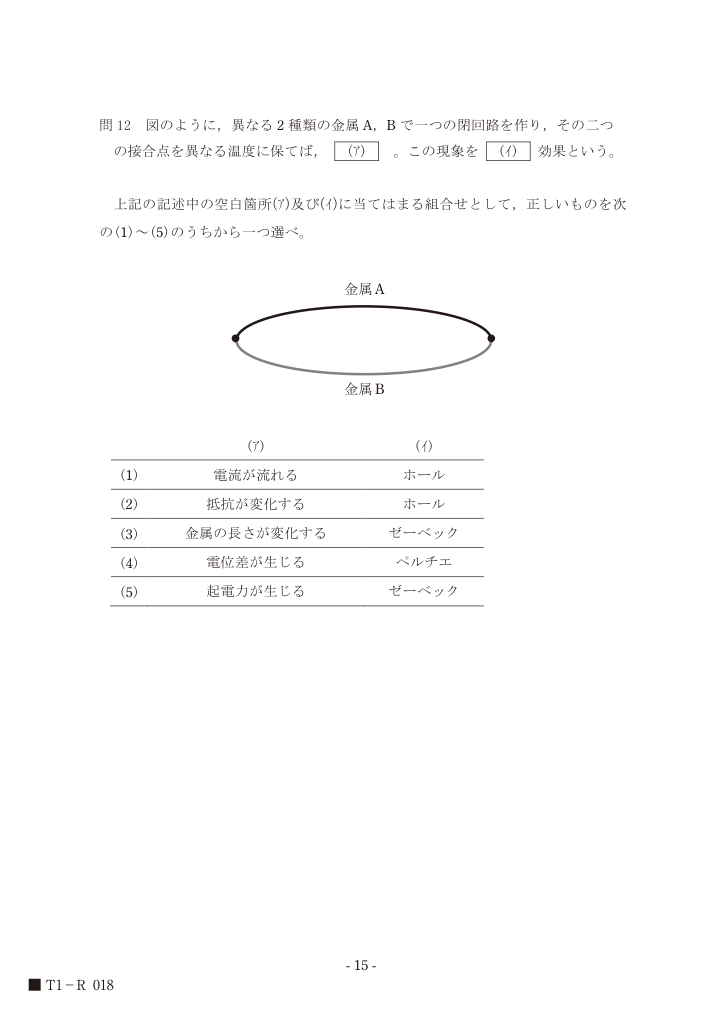 問 12　図のように，異なる 2 種類の金属 A，B で一つの閉回路を作り，その二つ
の接合点を異なる温度に保てば， (ｱ) 。この現象を (ｲ) 効果という。
上記の記述中の空白箇所(ｱ)及び(ｲ)に当てはまる組合せとして，正しいものを次
の(1)～(5)のうちから一つ選べ。
金属 A
金属 B
(ｱ) (ｲ)
(1) 電流が流れる ホール
(2) 抵抗が変化する ホール
(3) 金属の長さが変化する ゼーベック
(4) 電位差が生じる ペルチエ
(5) 起電力が生じる ゼーベック
- 15 -
■ T1－R 018